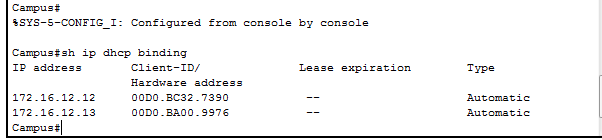 Campus#
%SYS-5-CONFIG_I: Configured from console by console
Campus#sh ip dhcp binding
IP address Client-ID/ Lease expiration Type
Hardware address
172.16.12.12 00D0.BC32.7390 -- Automatic
172.16.12.13 00D0.BA00.9976 -- Automatic
Campus#